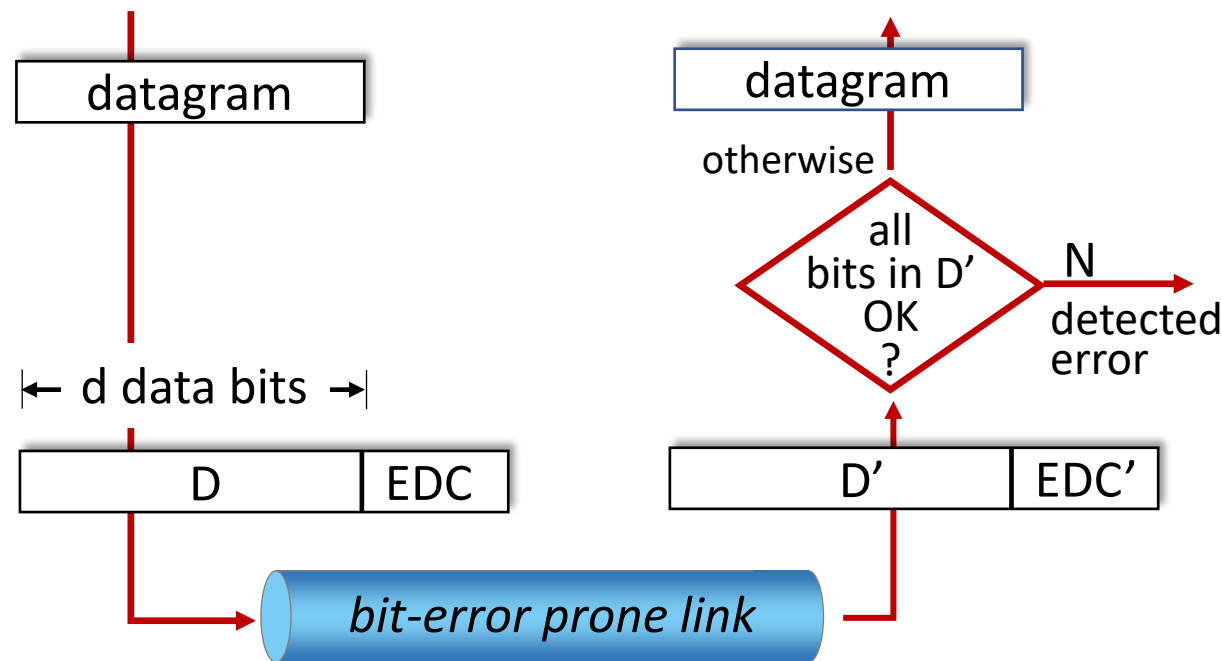 datagram
d data bits
D
EDC
bit-error prone link
datagram
otherwise
all
bits in D’
OK
?
N
detected
error
D’
EDC’